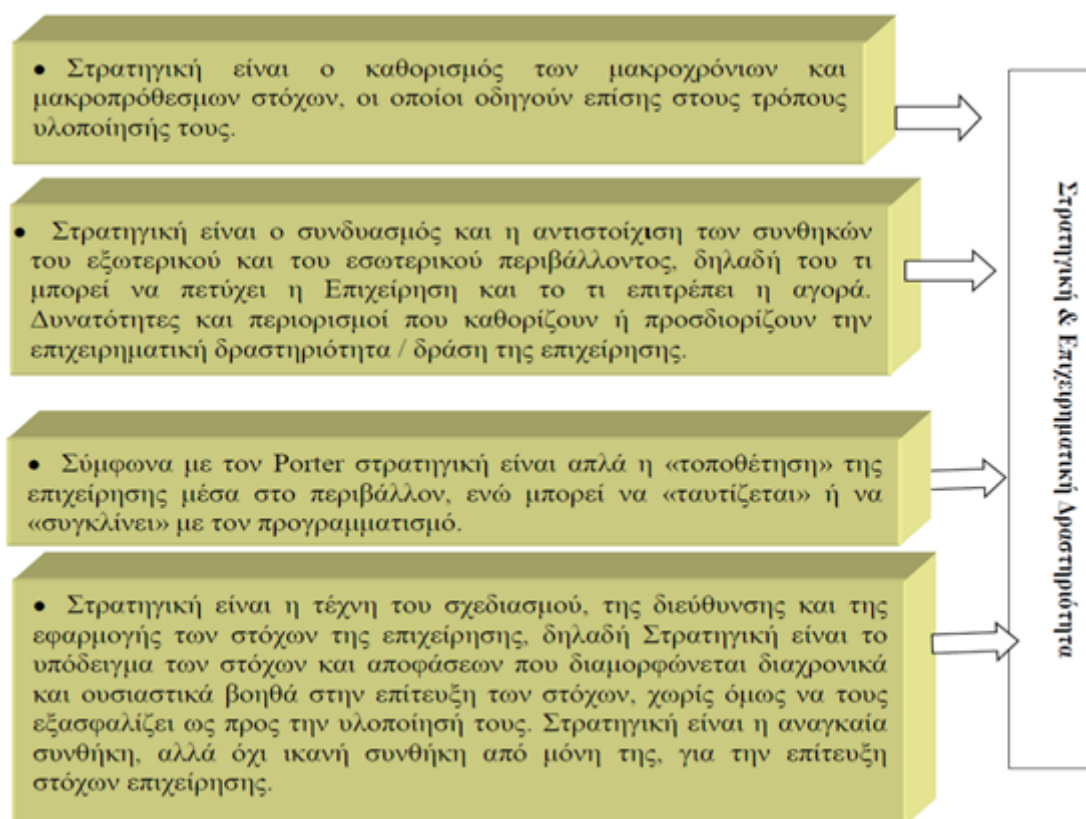 • Στρατηγική είναι ο καθορισμός των μακροχρόνιων και
μακροπρόθεσμων στόχων, οι οποίοι οδηγούν επίσης στους τρόπους
υλοποίησής τους.
• Στρατηγική είναι ο συνδυασμός και η αντιστοίχιση των συνθηκών
του εξωτερικού και του εσωτερικού περιβάλλοντος, δηλαδή του τι
μπορεί να πετύχει η Επιχείρηση και το τι επιτρέπει η αγορά.
Δυνατότητες και περιορισμοί που καθορίζουν ή προσδιορίζουν την
επιχειρηματική δραστηριότητα / δράση της επιχείρησης.
• Σύμφωνα με τον Porter στρατηγική είναι απλά η «τοποθέτηση» της
επιχείρησης μέσα στο περιβάλλον, ενώ μπορεί να «ταυτίζεται» ή να
«συγκλίνει» με τον προγραμματισμό.
• Στρατηγική είναι η τέχνη του σχεδιασμού, της διεύθυνσης και της
εφαρμογής των στόχων της επιχείρησης, δηλαδή Στρατηγική είναι το
υπόδειγμα των στόχων και αποφάσεων που διαμορφώνεται διαχρονικά
και ουσιαστικά βοηθά στην επίτευξη των στόχων, χωρίς όμως να τους
εξασφαλίζει ως προς την υλοποίησή τους. Στρατηγική είναι η αναγκαία
συνθήκη, αλλά όχι ικανή συνθήκη από μόνη της, για την επίτευξη
στόχων επιχείρησης.
Στρατηγική & Επιχειρηματική Δραστηριότητα